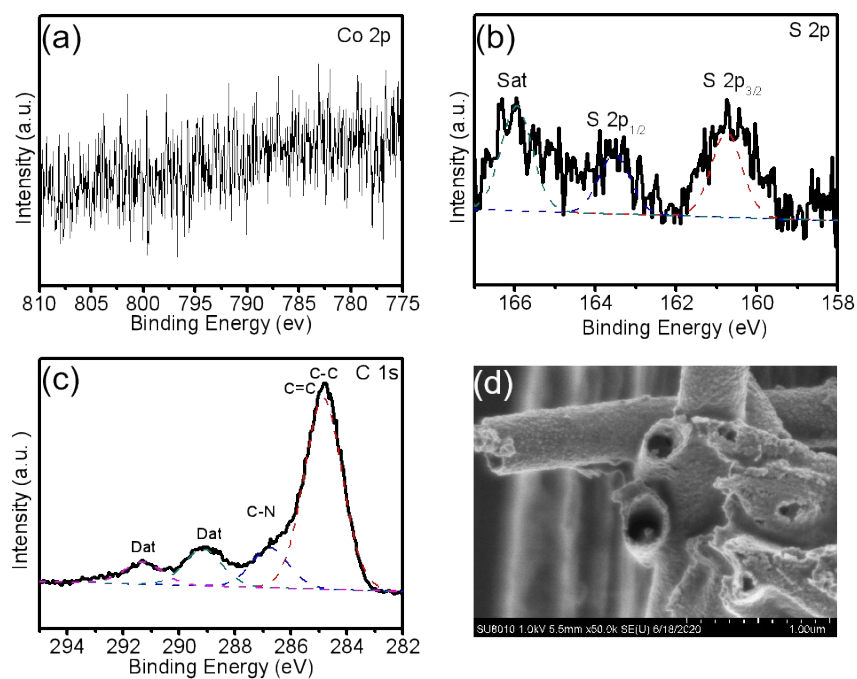 (a)
Co 2p
Intensity (a.u.)
810 805 800 795 790 785 780 775
Binding Energy (ev)
(b)
S 2p
Sat
S 2p1/2
S 2p3/2
Intensity (a.u.)
166 164 162 160 158
Binding Energy (eV)
(c)
C 1s
C-C
C=C
C-N
Dat
Dat
Intensity (a.u. )
294 292 290 288 286 284 282
Binding Energy (eV)
(d)
SU8010 1.0kV 5.5mm x50.0k SE(U) 6/18/2020
1.00um